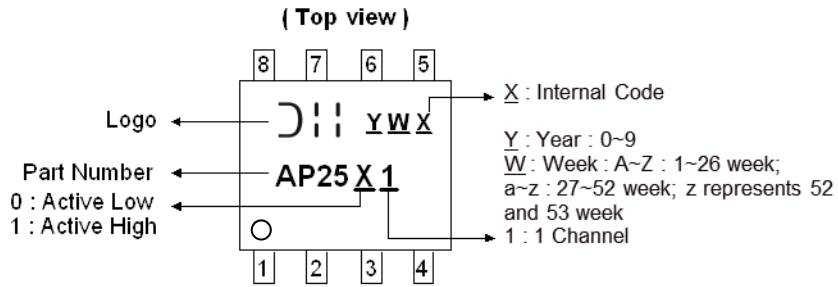 ( Top view )
8 7 6 5
Logo
Y W X
X : Internal Code
Part Number
AP25 X 1
0 : Active Low
1 : Active High
Y : Year : 0~9
W : Week : A~Z : 1~26 week;
a~z : 27~52 week; z represents 52
and 53 week
1 : 1 Channel
1 2 3 4